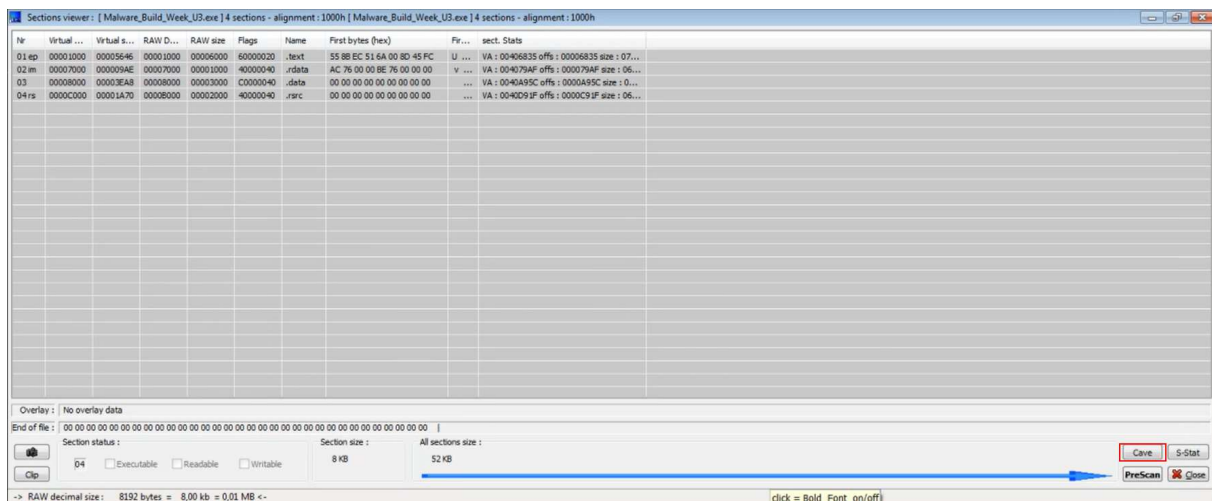 Sections viewer : [ Malware_Build_Week_U3.exe ] 4 sections - alignment : 1000h [ Malware_Build_Week_U3.exe ] 4 sections - alignment : 1000h
Nr Virtual ... Virtual s... RAW D... RAW size Flags Name First bytes (hex) Fir... sect. Stats
01 ep 00001000 00005646 00001000 00006000 60000020 .text 55 8B EC 51 6A 00 8D 45 FC U ... VA : 00406835 offs : 00006835 size : 07...
02 im 00007000 000009AE 00007000 00001000 40000040 .rdata AC 76 00 00 BE 76 00 00 00 v ... VA : 004079AF offs : 000079AF size : 06...
03 00008000 00003EA8 00008000 00003000 C0000040 .data 00 00 00 00 00 00 00 00 00 ... VA : 0040A95C offs : 0000A95C size : 0...
04 rs 0000C000 00001A70 0000B000 00002000 40000040 .rsrc 00 00 00 00 00 00 00 00 00 ... VA : 0040D91F offs : 0000C91F size : 06...
Overlay : No overlay data
End of file : 00 00 00 00 00 00 00 00 00 00 00 00 00 00 00 00 00 00 00 00 00 00 00 00 00 00 00 00 00 00 00 00 00 |
Section status : Section size : All sections size :
04 Executable Readable Writable 8 KB 52 KB Cave S-Stat
Clip PreScan Close
-> RAW decimal size : 8192 bytes = 8,00 kb = 0,01 MB <- click = Bold Font on/off